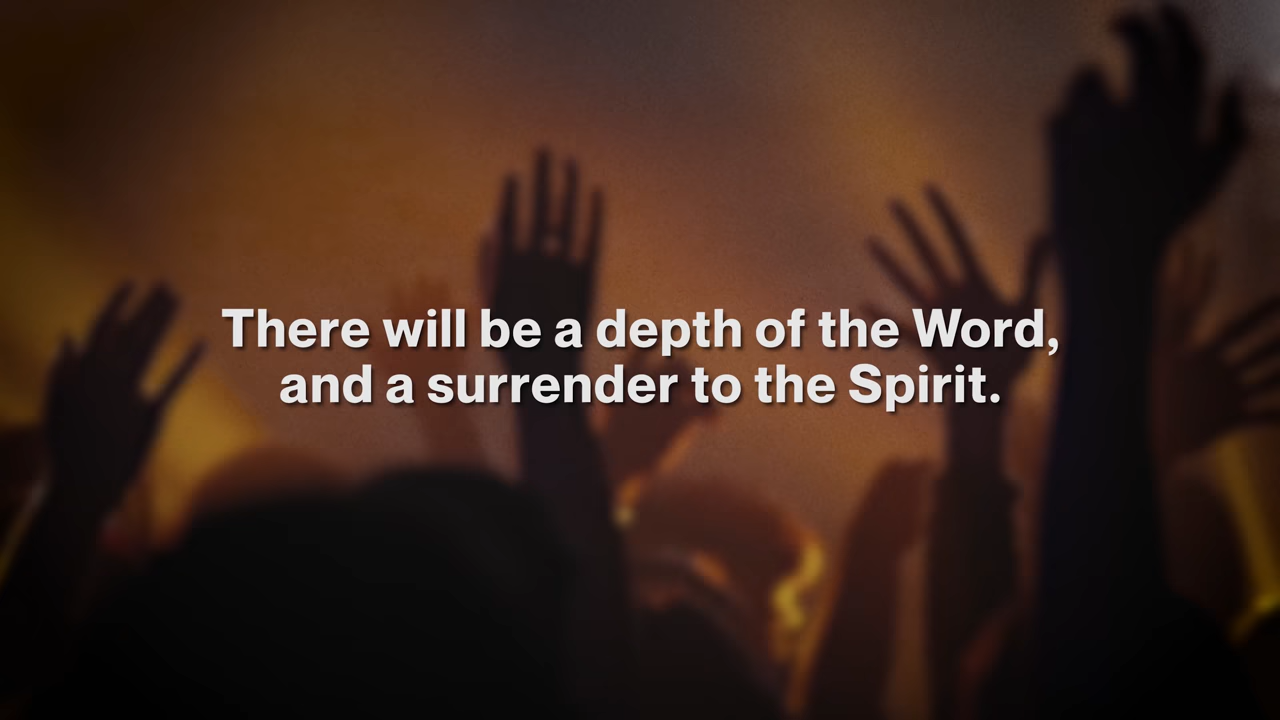 There will be a depth of the Word,
and a surrender to the Spirit.